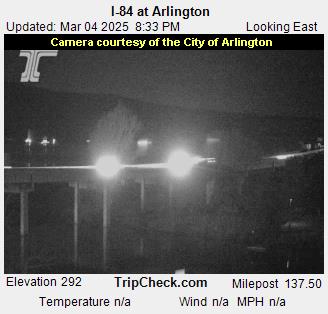 I-84 at Arlington
Updated: Mar 04 2025 8:33 PM Looking East
Camera courtesy of the City of Arlington
Elevation 292 TripCheck.com Milepost 137.50
Temperature n/a Wind n/a MPH n/a